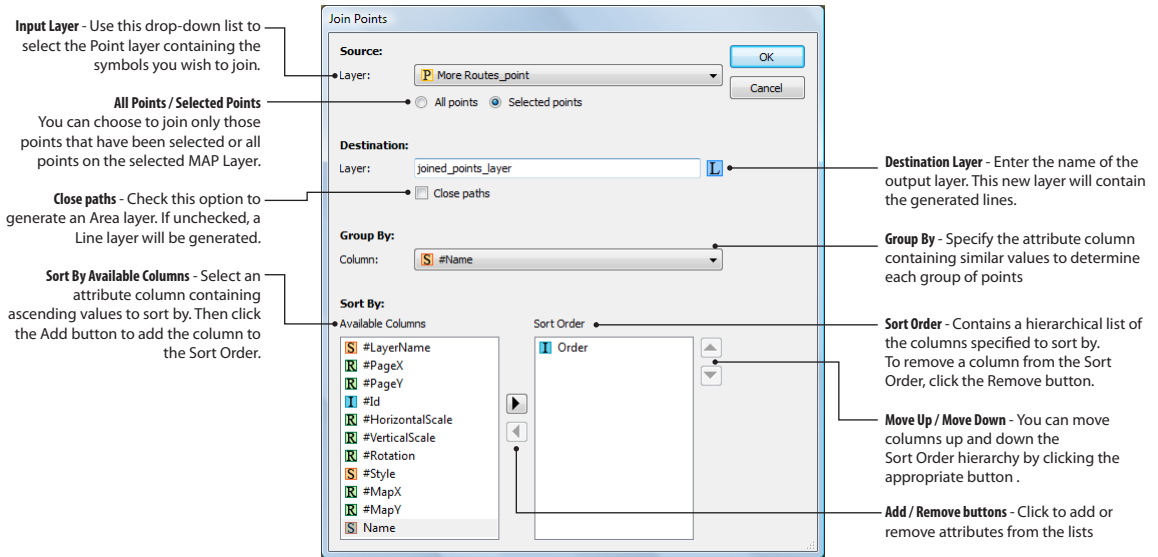 Input Layer - Use this drop-down list to
select the Point layer containing the
symbols you wish to join.
All Points / Selected Points
You can choose to join only those
points that have been selected or all
points on the selected MAP Layer.
Close paths - Check this option to
generate an Area layer. If unchecked, a
Line layer will be generated.
Sort By Available Columns - Select an
attribute column containing
ascending values to sort by. Then click
the Add button to add the column to
the Sort Order.
Join Points
Source:
OK
Layer:
P More Routes_point
Cancel
All points
Selected points
Destination:
Layer:
joined_points_layer
L
Close paths
Group By:
Column:
S #Name
Sort By:
Available Columns
S #LayerName
R #PageX
R #PageY
I #Id
R #HorizontalScale
R #VerticalScale
R #Rotation
S #Style
R #MapX
R #MapY
S Name
Sort Order
I Order
Destination Layer - Enter the name of the
output layer. This new layer will contain
the generated lines.
Group By - Specify the attribute column
containing similar values to determine
each group of points
Sort Order - Contains a hierarchical list of
the columns specified to sort by.
To remove a column from the Sort
Order, click the Remove button.
Move Up / Move Down - You can move
columns up and down the
Sort Order hierarchy by clicking the
appropriate button .
Add / Remove buttons - Click to add or
remove attributes from the lists